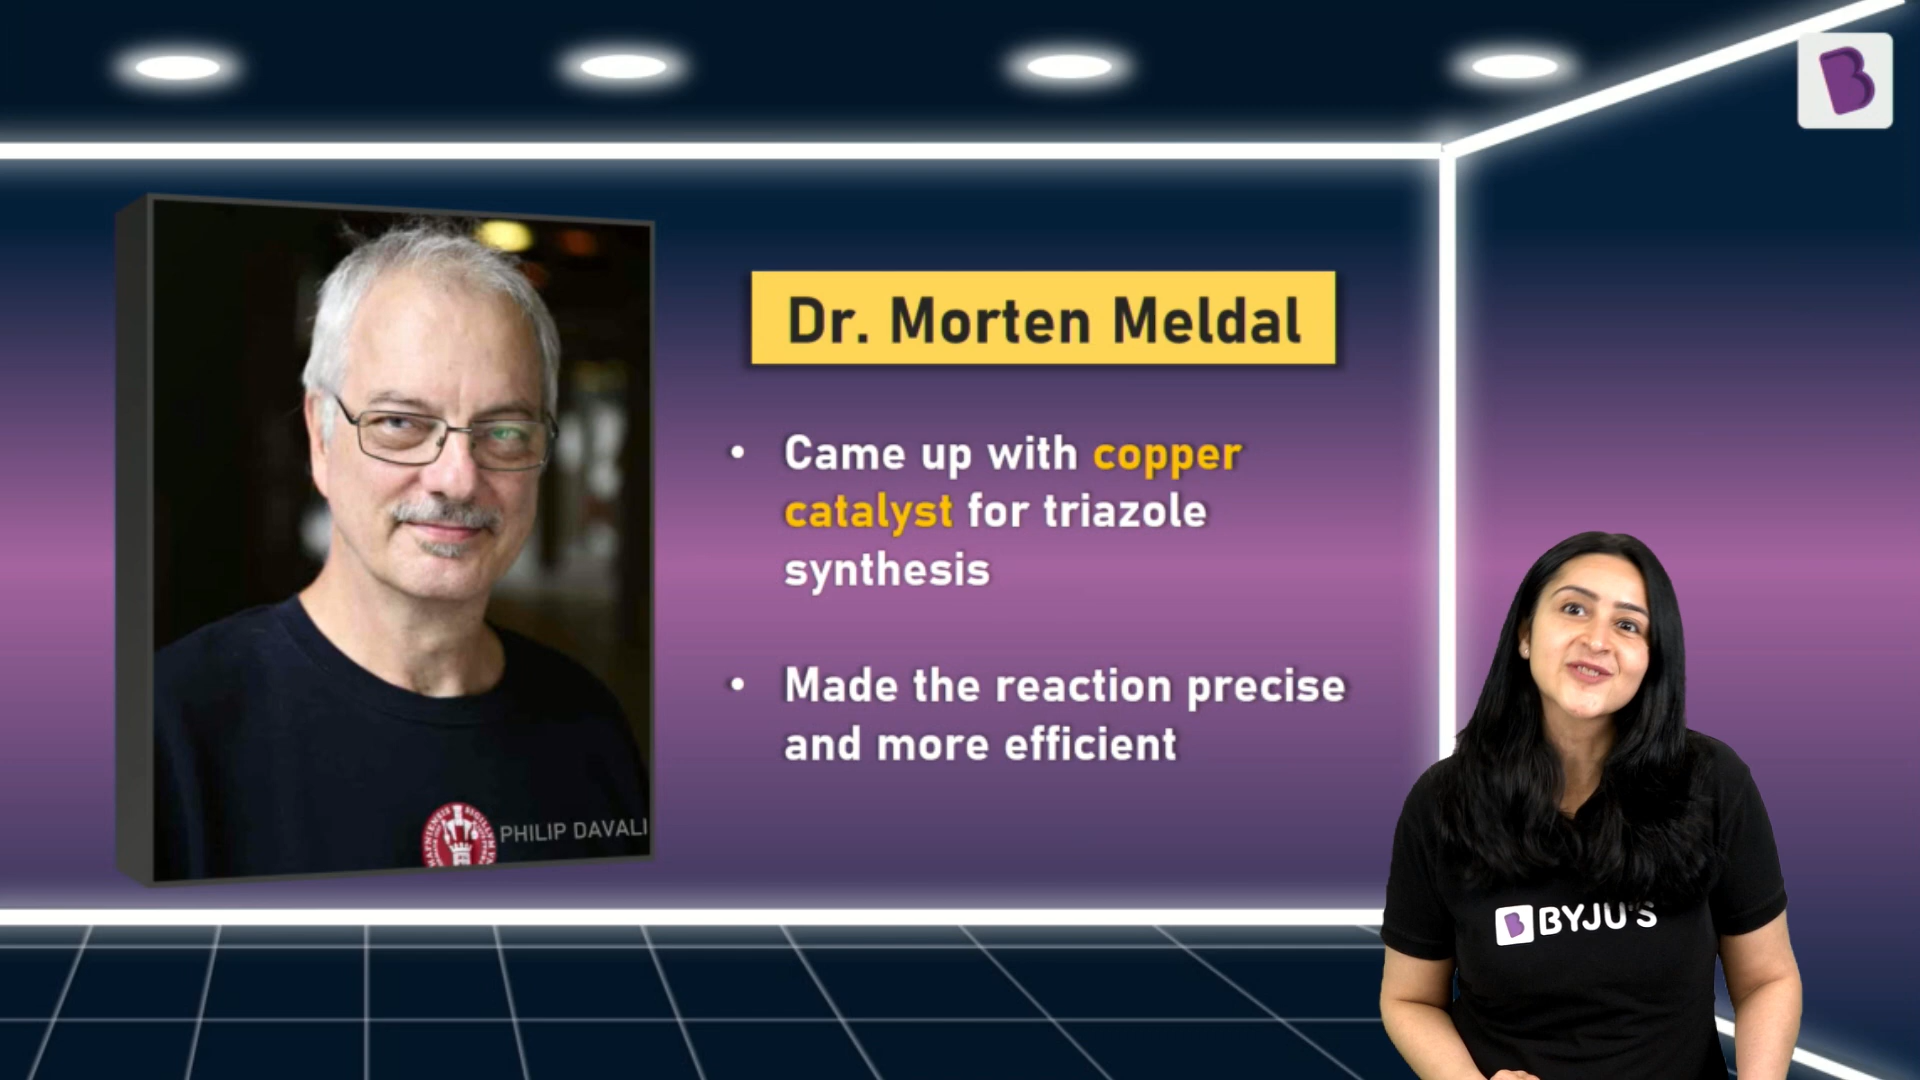 Dr. Morten Meldal
• Came up with copper
catalyst for triazole
synthesis
• Made the reaction precise
and more efficient
PHILIP DAVALI
BYJU'S